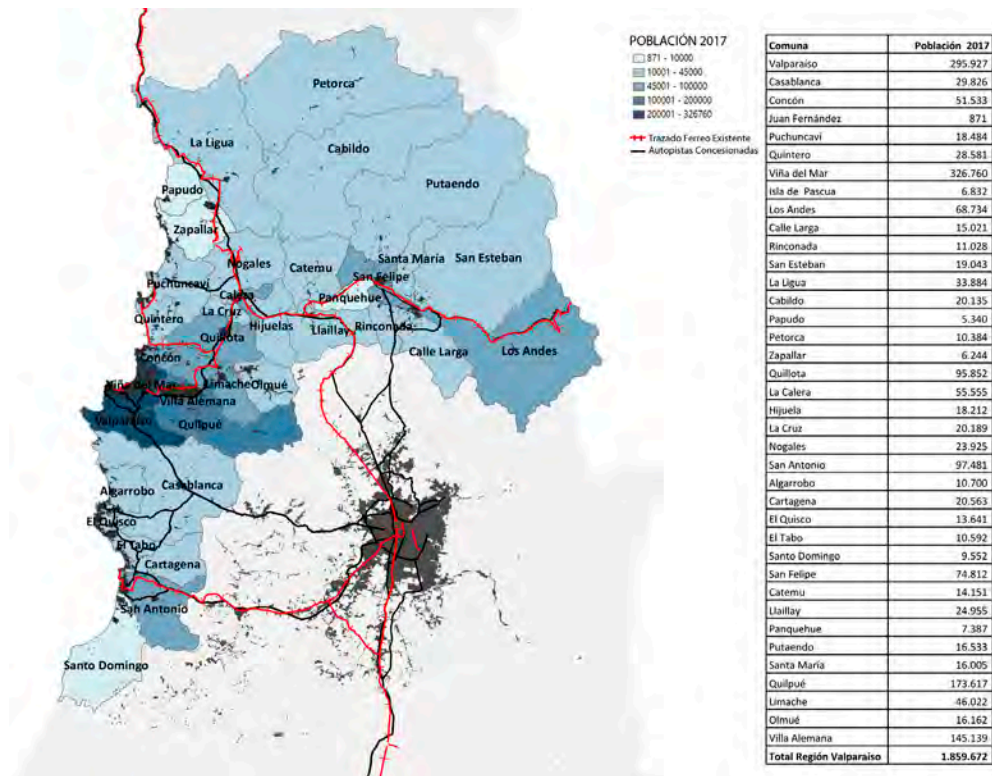 POBLACIÓN 2017
871 - 10000
10001 - 45000
45001 - 100000
100001 - 200000
200001 - 326760
Trazado Ferreo Existente
Autopistas Concesionadas
Petorca
La Ligua
Cabildo
Putaendo
Papudo
Zapallar
Nogales
Catemu
Santa María
San Esteban
San Felipe
Puchuncaví
Calera
Panquehue
La Cruz
Quintero
Hijuelas
Llaillay
Rinconada
Quillota
Calle Larga
Los Andes
Concón
Viña del Mar
Limache
Olmué
Villa Alemana
Valparaíso
Quilpué
Algarrobo
Casablanca
El Quisco
El Tabo
Cartagena
San Antonio
Santo Domingo
Comuna Población 2017
Valparaíso 295.927
Casablanca 29.826
Concón 51.533
Juan Fernández 871
Puchuncaví 18.484
Quintero 28.581
Viña del Mar 326.760
Isla de Pascua 6.832
Los Andes 68.734
Calle Larga 15.021
Rinconada 11.028
San Esteban 19.043
La Ligua 33.884
Cabildo 20.135
Papudo 5.340
Petorca 10.384
Zapallar 6.244
Quillota 95.852
La Calera 55.555
Hijuela 18.212
La Cruz 20.189
Nogales 23.925
San Antonio 97.481
Algarrobo 10.700
Cartagena 20.563
El Quisco 13.641
El Tabo 10.592
Santo Domingo 9.552
San Felipe 74.812
Catemu 14.151
Llaillay 24.955
Panquehue 7.387
Putaendo 16.533
Santa María 16.005
Quilpué 173.617
Limache 46.022
Olmué 16.162
Villa Alemana 145.139
Total Región Valparaíso 1.859.672